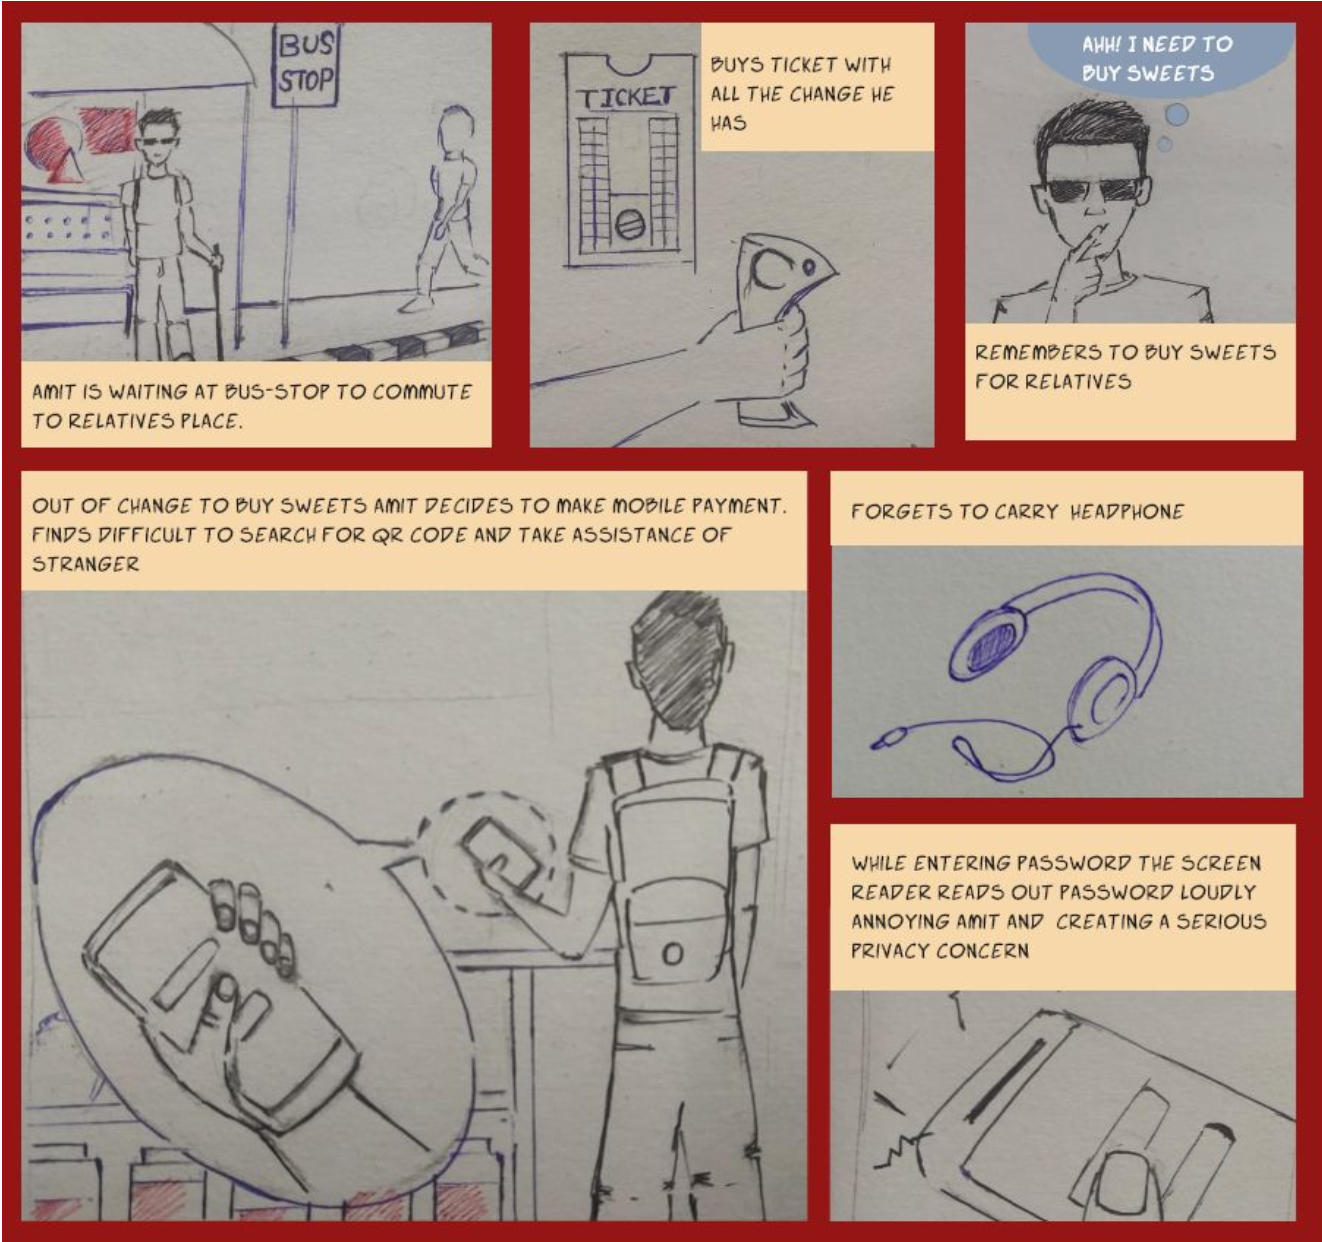 BUS
STOP
AMIT IS WAITING AT BUS-STOP TO COMMUTE
TO RELATIVES PLACE.
TICKET
BUYS TICKET WITH
ALL THE CHANGE HE
HAS
AHH! I NEED TO
BUY SWEETS
REMEMBERS TO BUY SWEETS
FOR RELATIVES
OUT OF CHANGE TO BUY SWEETS AMIT DECIDES TO MAKE MOBILE PAYMENT.
FINDS DIFFICULT TO SEARCH FOR QR CODE AND TAKE ASSISTANCE OF
STRANGER
FORGETS TO CARRY HEADPHONE
WHILE ENTERING PASSWORD THE SCREEN
READER READS OUT PASSWORD LOUDLY
ANNOYING AMIT AND CREATING A SERIOUS
PRIVACY CONCERN